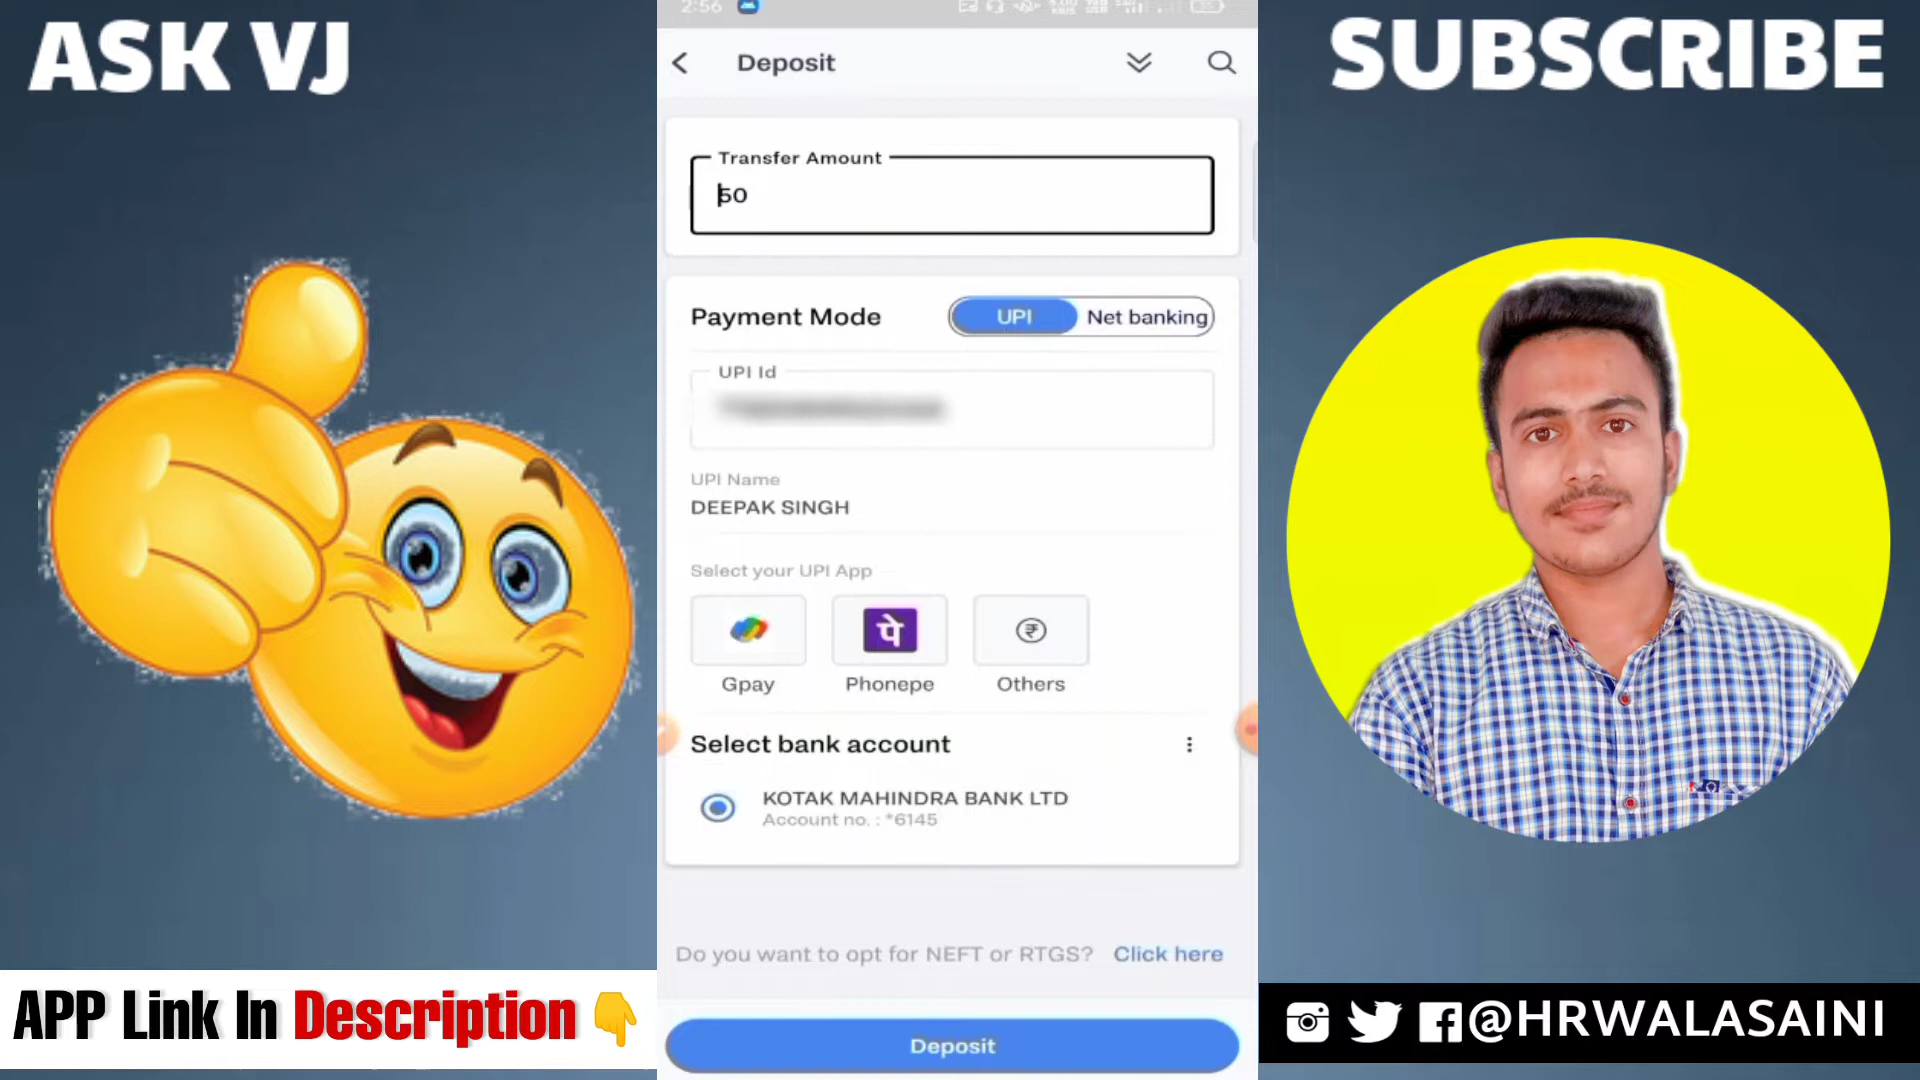 ASK VJ
SUBSCRIBE
2:56
Deposit
Transfer Amount
50
Payment Mode
UPI
Net banking
UPI Id
UPI Name
DEEPAK SINGH
Select your UPI App
पे
₹
Gpay
Phonepe
Others
Select bank account
KOTAK MAHINDRA BANK LTD
Account no. : *6145
Do you want to opt for NEFT or RTGS? Click here
Deposit
APP Link In Description
@HRWALASAINI